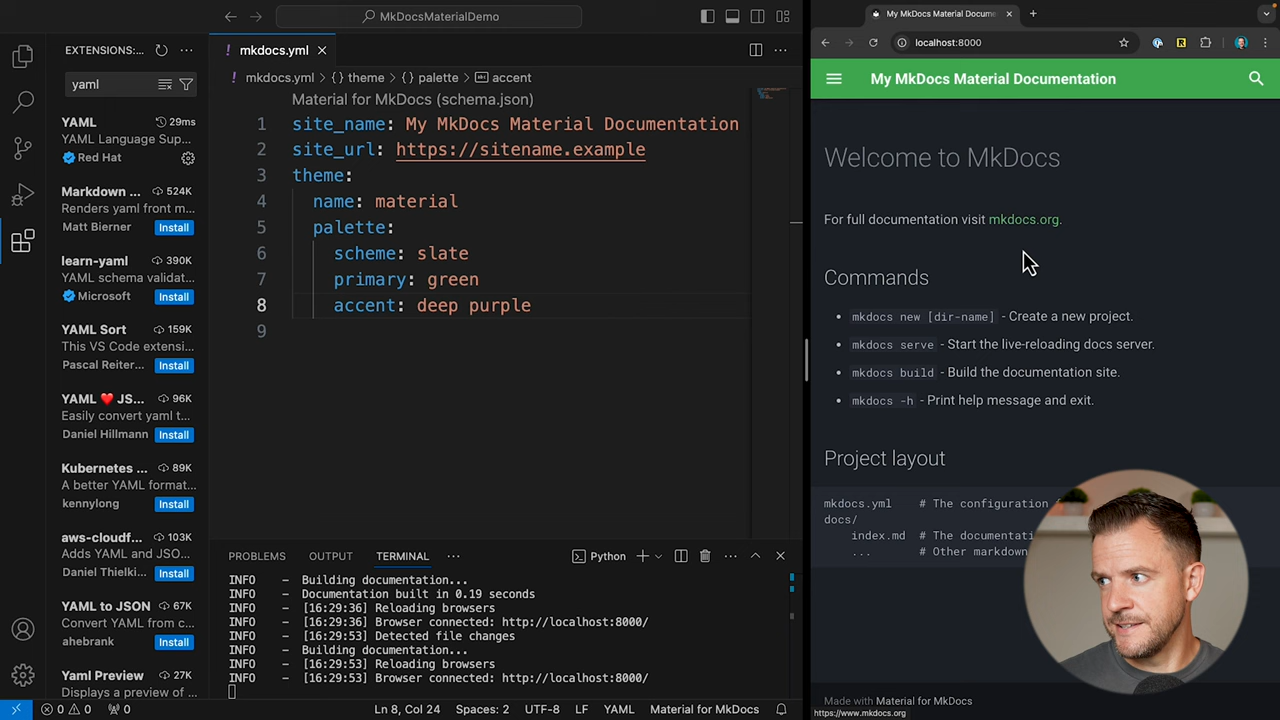 MkDocsMaterialDemo
EXTENSIONS:...
yaml
YAML
29ms
YAML Language Sup...
Red Hat
Markdown ...
524K
Renders yaml front m...
Matt Bierner
Install
learn-yaml
390K
YAML schema validat...
Microsoft
Install
YAML Sort
159K
This VS Code extensi...
Pascal Reiter...
Install
YAML ❤️ JS...
96K
Easily convert yaml t...
Daniel Hillmann
Install
Kubernetes ...
89K
A better YAML format...
kennylong
Install
aws-cloudf...
103K
Adds YAML and JSO...
Daniel Thielki...
Install
YAML to JSON
67K
Convert YAML from c...
ahebrank
Install
Yaml Preview
27K
Displays a preview of ...
! mkdocs.yml
! mkdocs.yml > {} theme > {} palette > abc accent
Material for MkDocs (schema.json)
1 site_name: My MkDocs Material Documentation
2 site_url: https://sitename.example
3 theme:
4 name: material
5 palette:
6 scheme: slate
7 primary: green
8 accent: deep purple
9
PROBLEMS OUTPUT TERMINAL ... Python
INFO - Building documentation...
INFO - Documentation built in 0.19 seconds
INFO - [16:29:36] Reloading browsers
INFO - [16:29:36] Browser connected: http://localhost:8000/
INFO - [16:29:53] Detected file changes
INFO - Building documentation...
INFO - [16:29:53] Reloading browsers
INFO - [16:29:53] Browser connected: http://localhost:8000/
0 0 0 Ln 8, Col 24 Spaces: 2 UTF-8 LF YAML Material for MkDocs
My MkDocs Material Docume
localhost:8000
My MkDocs Material Documentation
Welcome to MkDocs
For full documentation visit mkdocs.org.
Commands
mkdocs new [dir-name] - Create a new project.
mkdocs serve - Start the live-reloading docs server.
mkdocs build - Build the documentation site.
mkdocs -h - Print help message and exit.
Project layout
mkdocs.yml # The configuration
docs/
index.md # The documentati
... # Other markdown
Made with Material for MkDocs
https://www.mkdocs.org